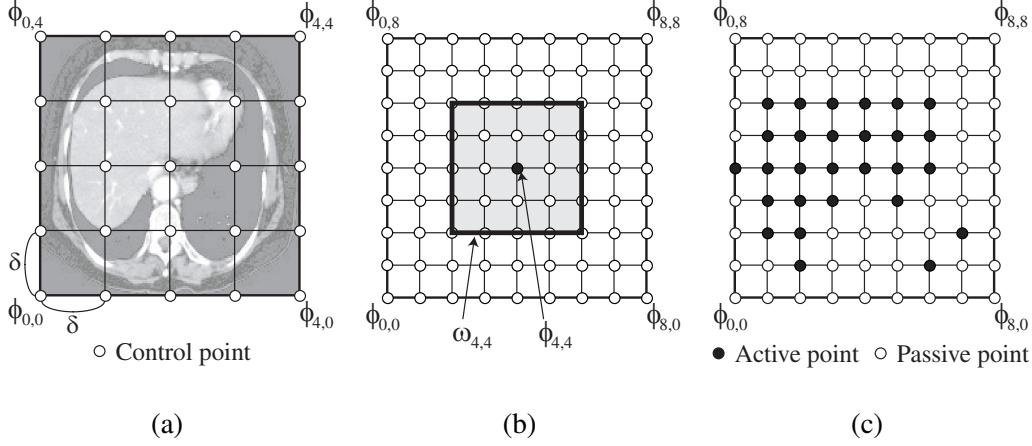 ϕ0,4 ϕ4,4
δ
δ
ϕ0,0 ϕ4,0
Control point
(a)
ϕ0,8 ϕ8,8
ϕ0,0 ϕ8,0
ω4,4 ϕ4,4
(b)
ϕ0,8 ϕ8,8
ϕ0,0 ϕ8,0
Active point Passive point
(c)